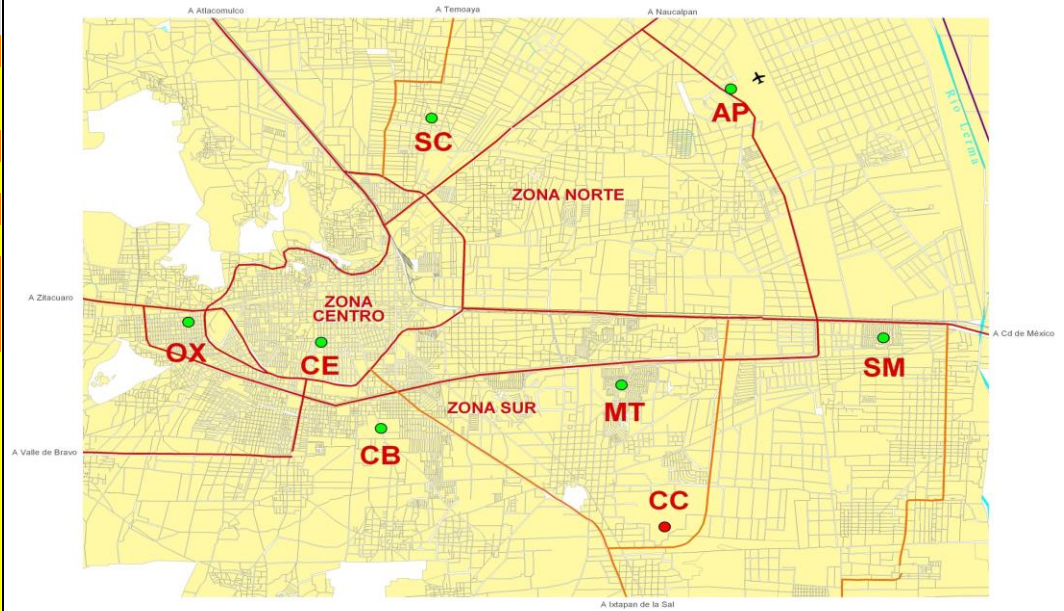 A Atlacomulco
A Temoaya
A Naucalpan
AP
SC
Río Lerma
ZONA NORTE
A Zitacuaro
ZONA
CENTRO
A Cd de México
OX
CE
SM
ZONA SUR
MT
CB
A Valle de Bravo
CC
A Ixtapan de la Sal